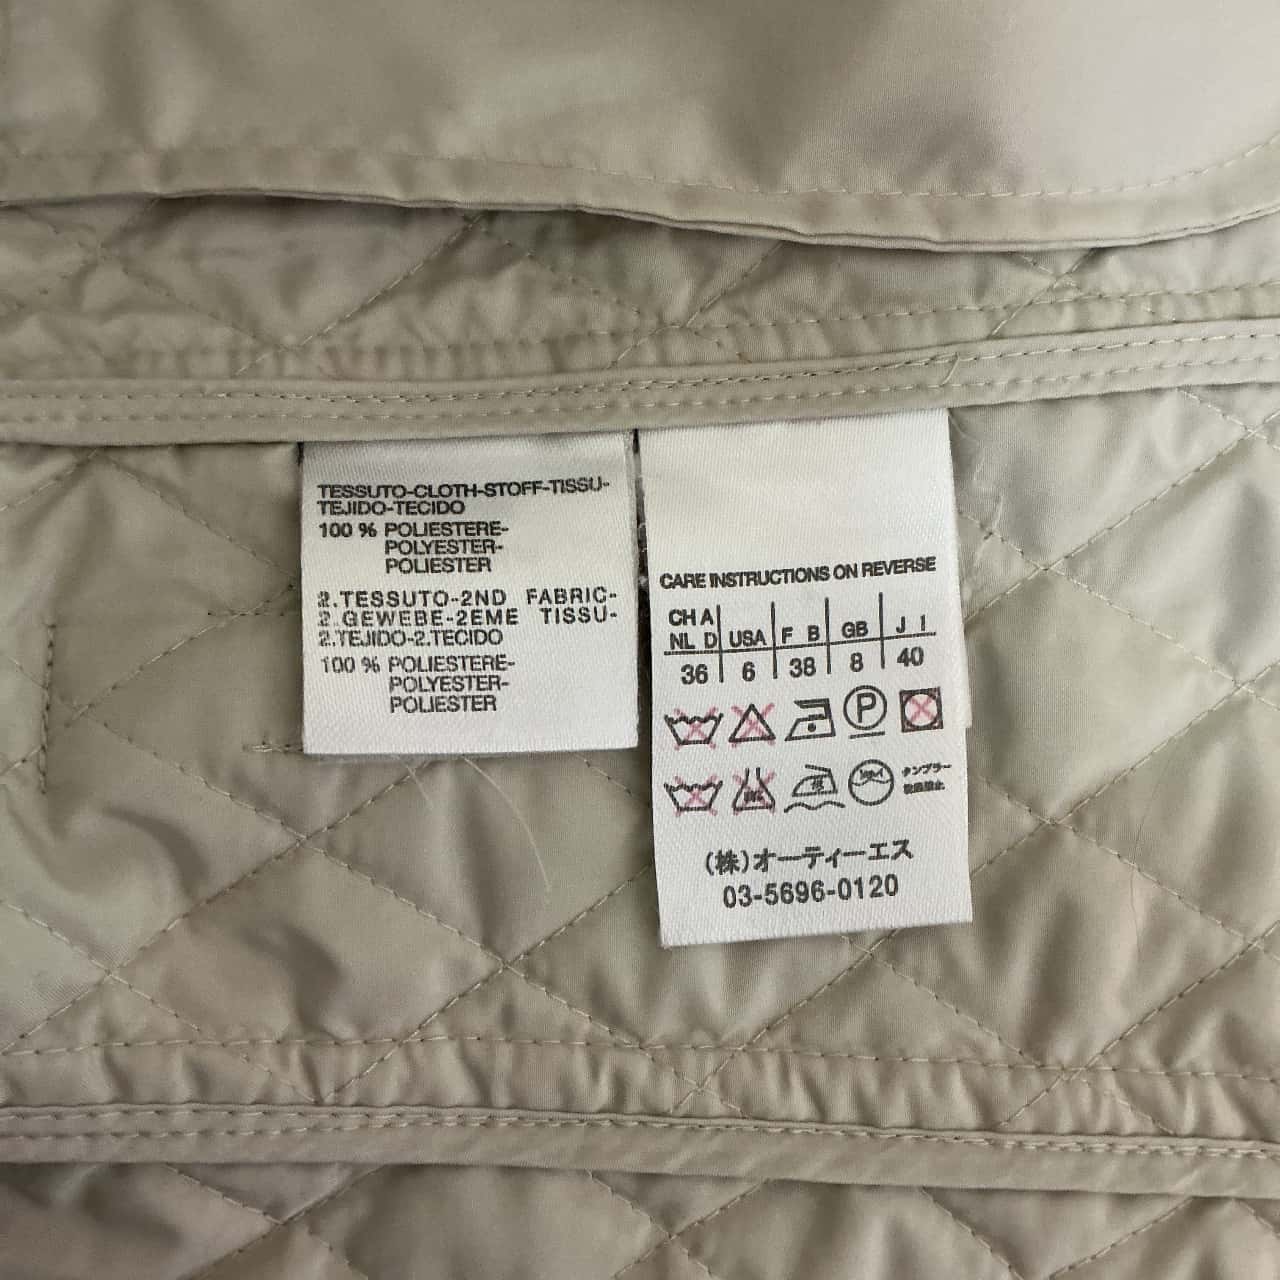 TESSUTO-CLOTH-STOFF-TISSU-
TEJIDO-TECIDO
100 % POLIESTERE-
POLYESTER-
POLIESTER
2.TESSUTO-2ND FABRIC-
2.GEWEBE-2EME TISSU-
2.TEJIDO-2.TECIDO
100 % POLIESTERE-
POLYESTER-
POLIESTER
CARE INSTRUCTIONS ON REVERSE
CH A
NL D USA F B GB J I
36 6 38 8 40
P
タンブラー
乾燥禁止
(株)オーティーエス
03-5696-0120